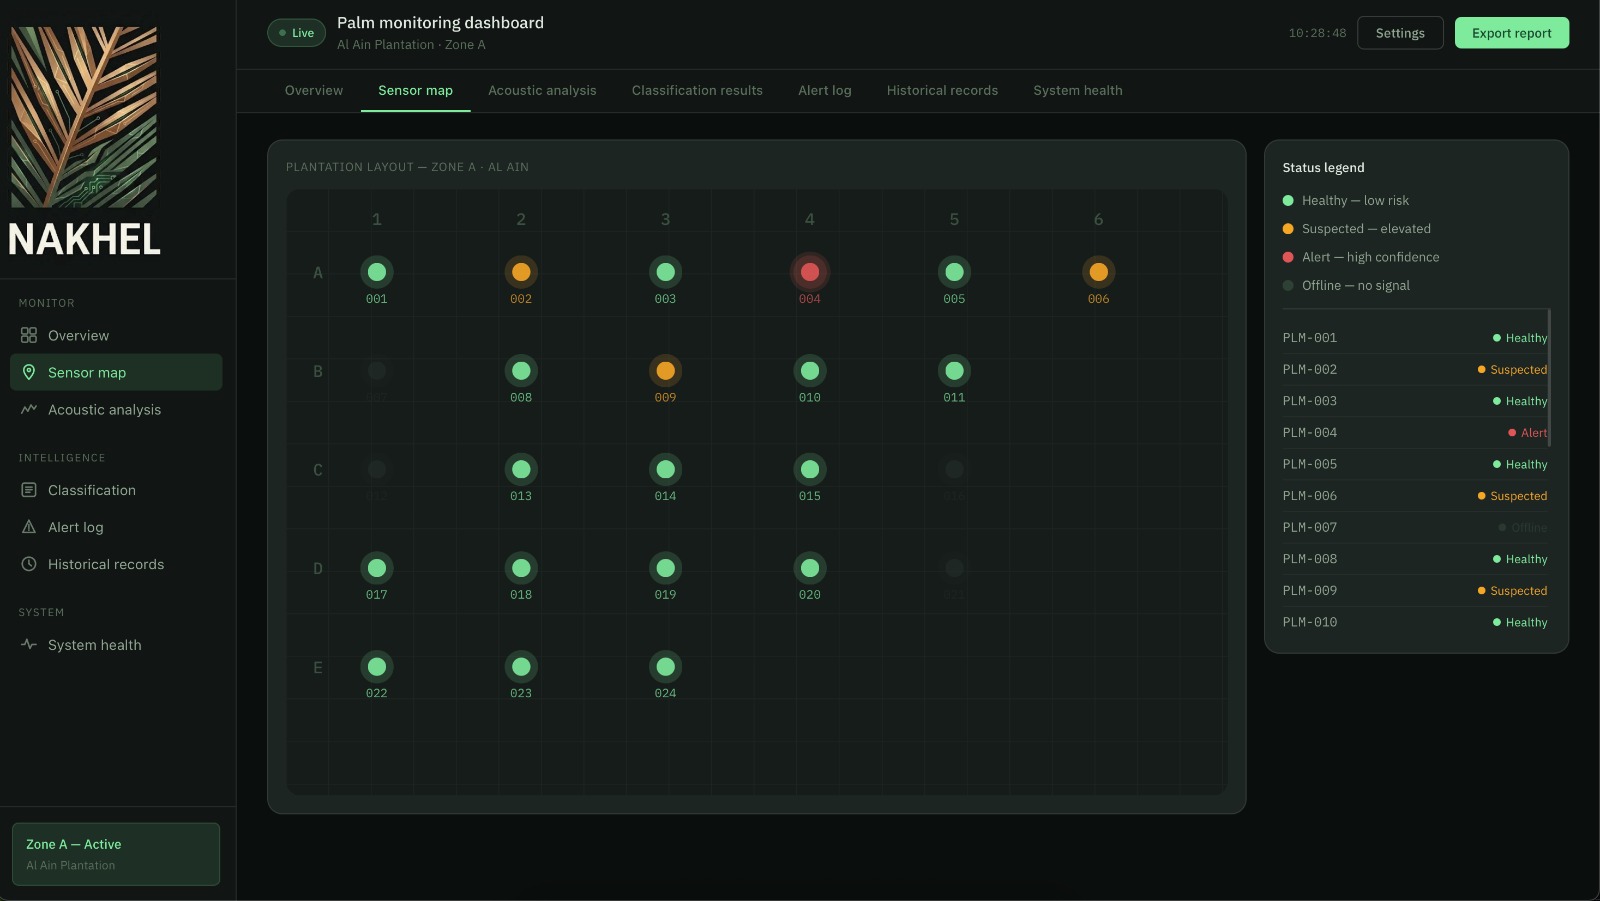 NAKHEL
MONITOR
Overview
Sensor map
Acoustic analysis
INTELLIGENCE
Classification
Alert log
Historical records
SYSTEM
System health
Zone A — Active
Al Ain Plantation
Live
Palm monitoring dashboard
Al Ain Plantation · Zone A
10:28:48
Settings
Export report
Overview
Sensor map
Acoustic analysis
Classification results
Alert log
Historical records
System health
PLANTATION LAYOUT — ZONE A · AL AIN
1 2 3 4 5 6
A
001 002 003 004 005 006
B
007 008 009 010 011
C
012 013 014 015 016
D
017 018 019 020 021
E
022 023 024
Status legend
Healthy — low risk
Suspected — elevated
Alert — high confidence
Offline — no signal
PLM-001 Healthy
PLM-002 Suspected
PLM-003 Healthy
PLM-004 Alert
PLM-005 Healthy
PLM-006 Suspected
PLM-007 Offline
PLM-008 Healthy
PLM-009 Suspected
PLM-010 Healthy